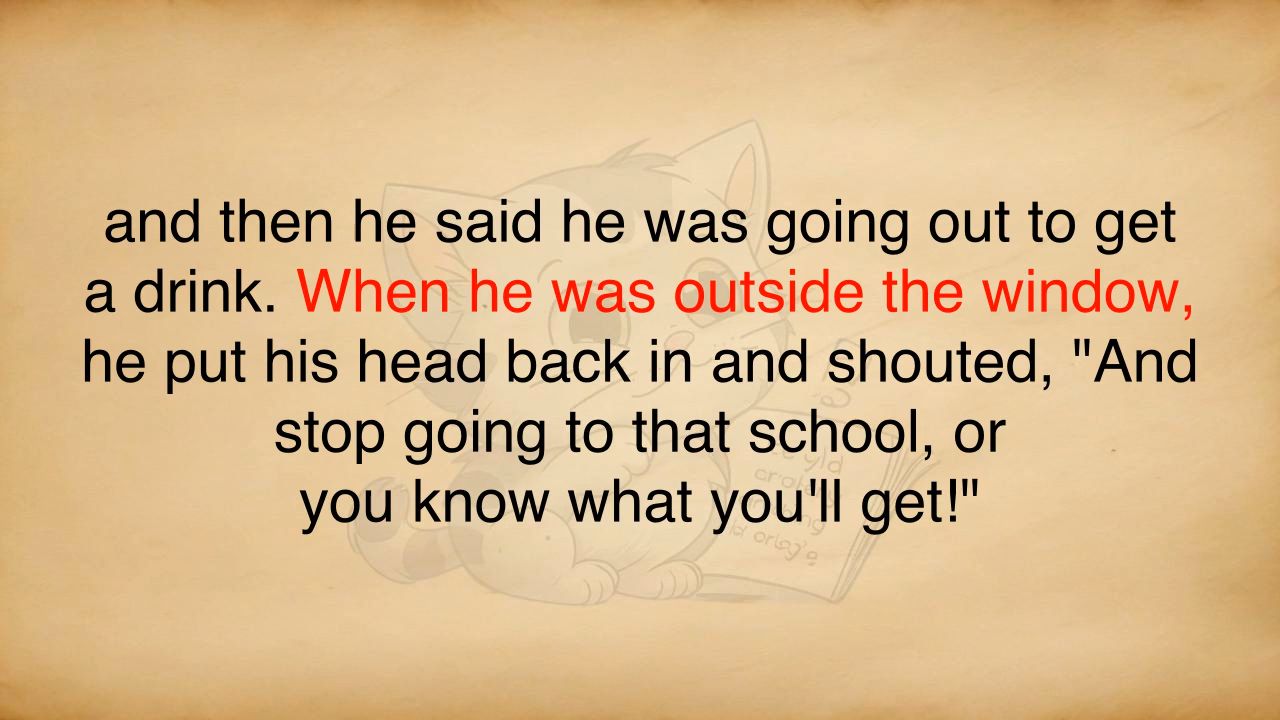 and then he said he was going out to get
a drink. When he was outside the window,
he put his head back in and shouted, "And
stop going to that school, or
you know what you'll get!"